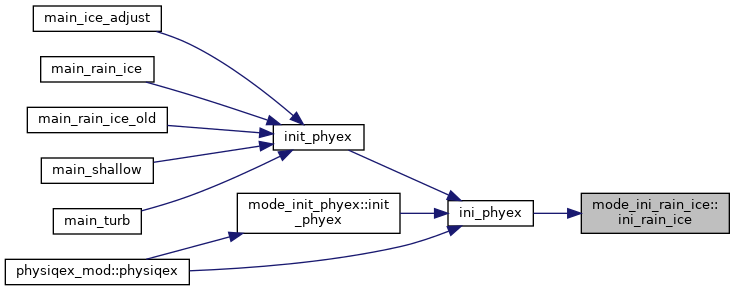 main_ice_adjust
main_rain_ice
main_rain_ice_old
main_shallow
main_turb
physiqex_mod::physiqex
init_phyex
mode_init_phyex::init
_phyex
ini_phyex
mode_ini_rain_ice::
ini_rain_ice